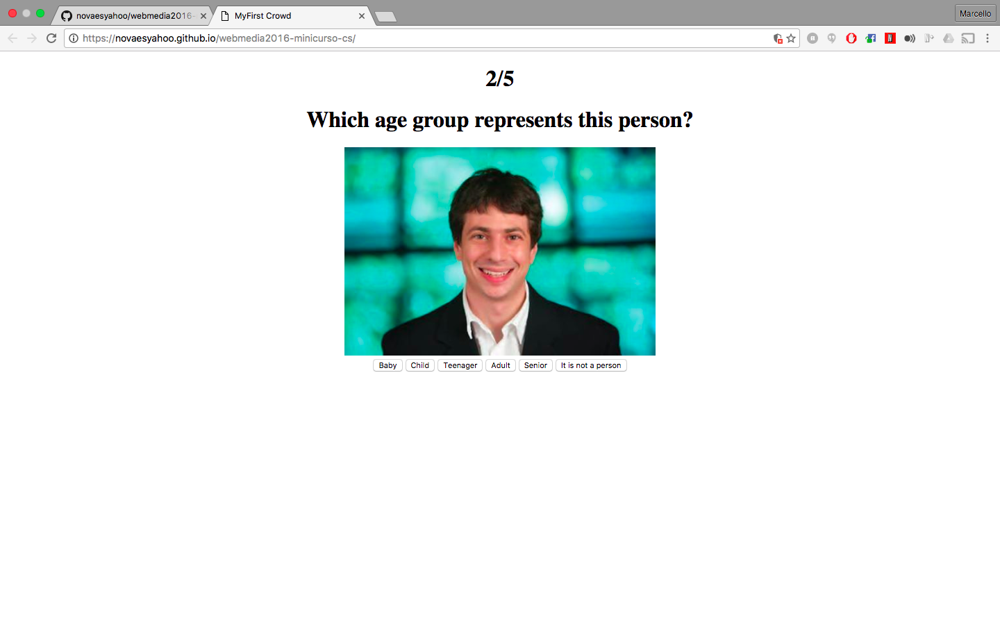 novaesyahoo/webmedia2016-
MyFirst Crowd
Marcello
https://novaesyahoo.github.io/webmedia2016-minicurso-cs/
2/5
Which age group represents this person?
Baby Child Teenager Adult Senior It is not a person